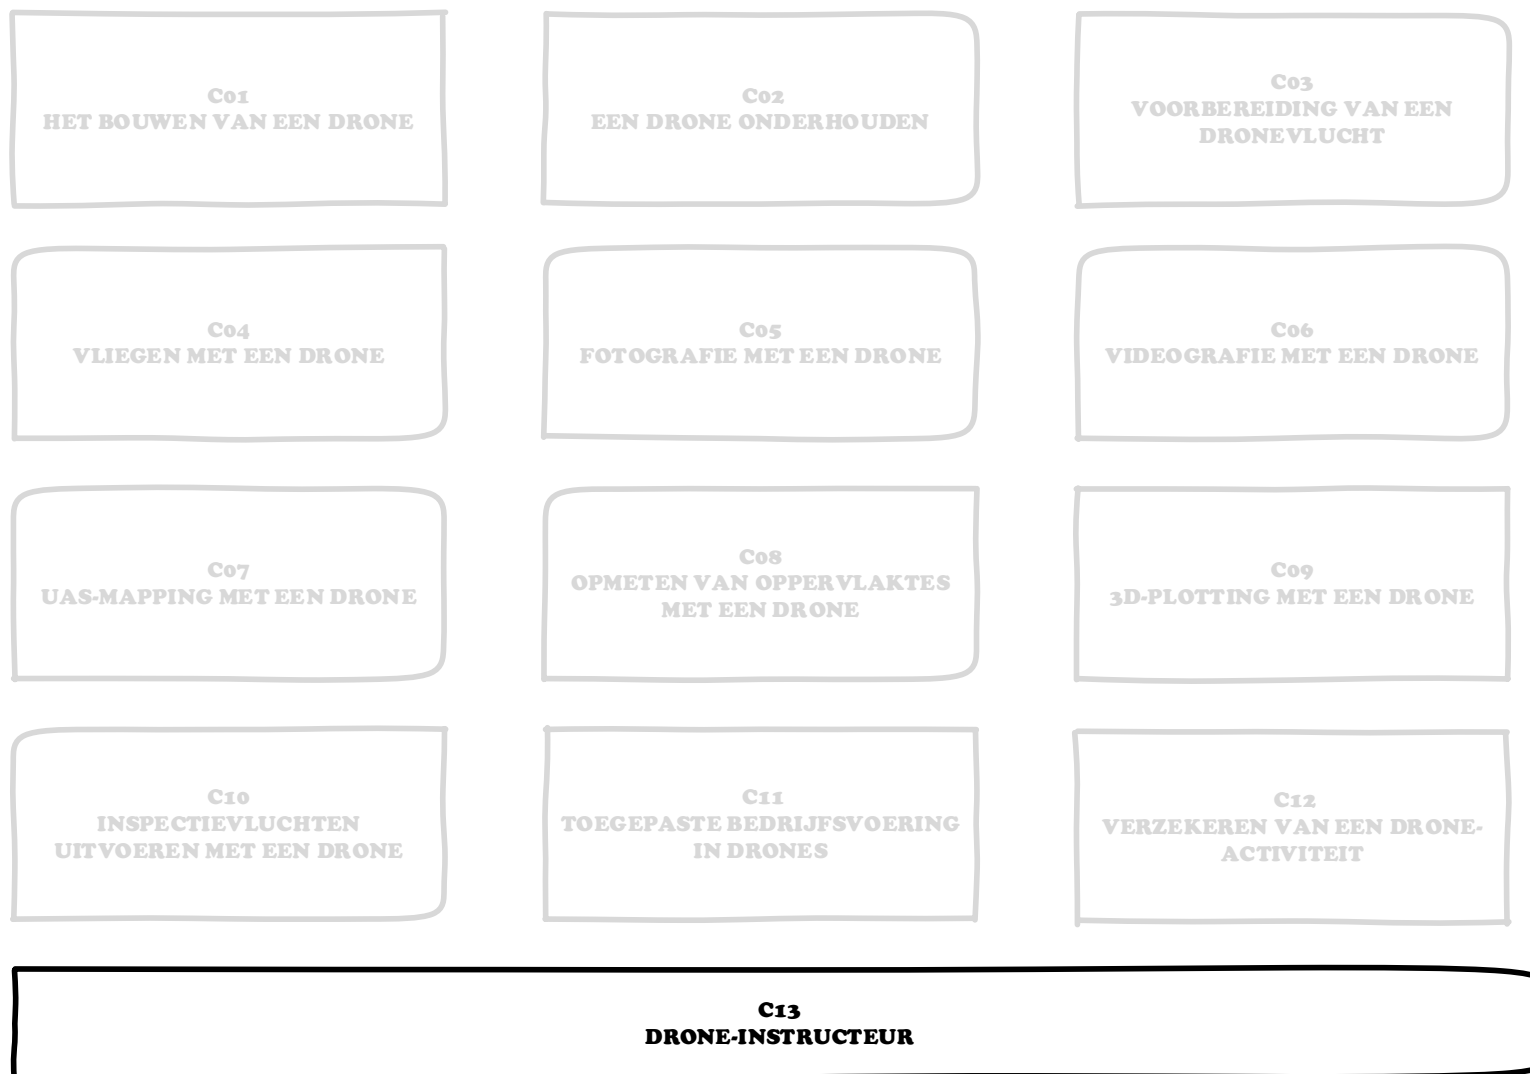 C01
HET BOUWEN VAN EEN DRONE
C02
EEN DRONE ONDERHOUDEN
C03
VOORBEREIDING VAN EEN
DRONEVLUCHT
C04
VLIEGEN MET EEN DRONE
C05
FOTOGRAFIE MET EEN DRONE
C06
VIDEOGRAFIE MET EEN DRONE
C07
UAS-MAPPING MET EEN DRONE
C08
OPMETEN VAN OPPERVLAKTES
MET EEN DRONE
C09
3D-PLOTTING MET EEN DRONE
C10
INSPECTIEVLUCHTEN
UITVOEREN MET EEN DRONE
C11
TOEGEPASTE BEDRIJFSVOERING
IN DRONES
C12
VERZEKEREN VAN EEN DRONE-
ACTIVITEIT
C13
DRONE-INSTRUCTEUR